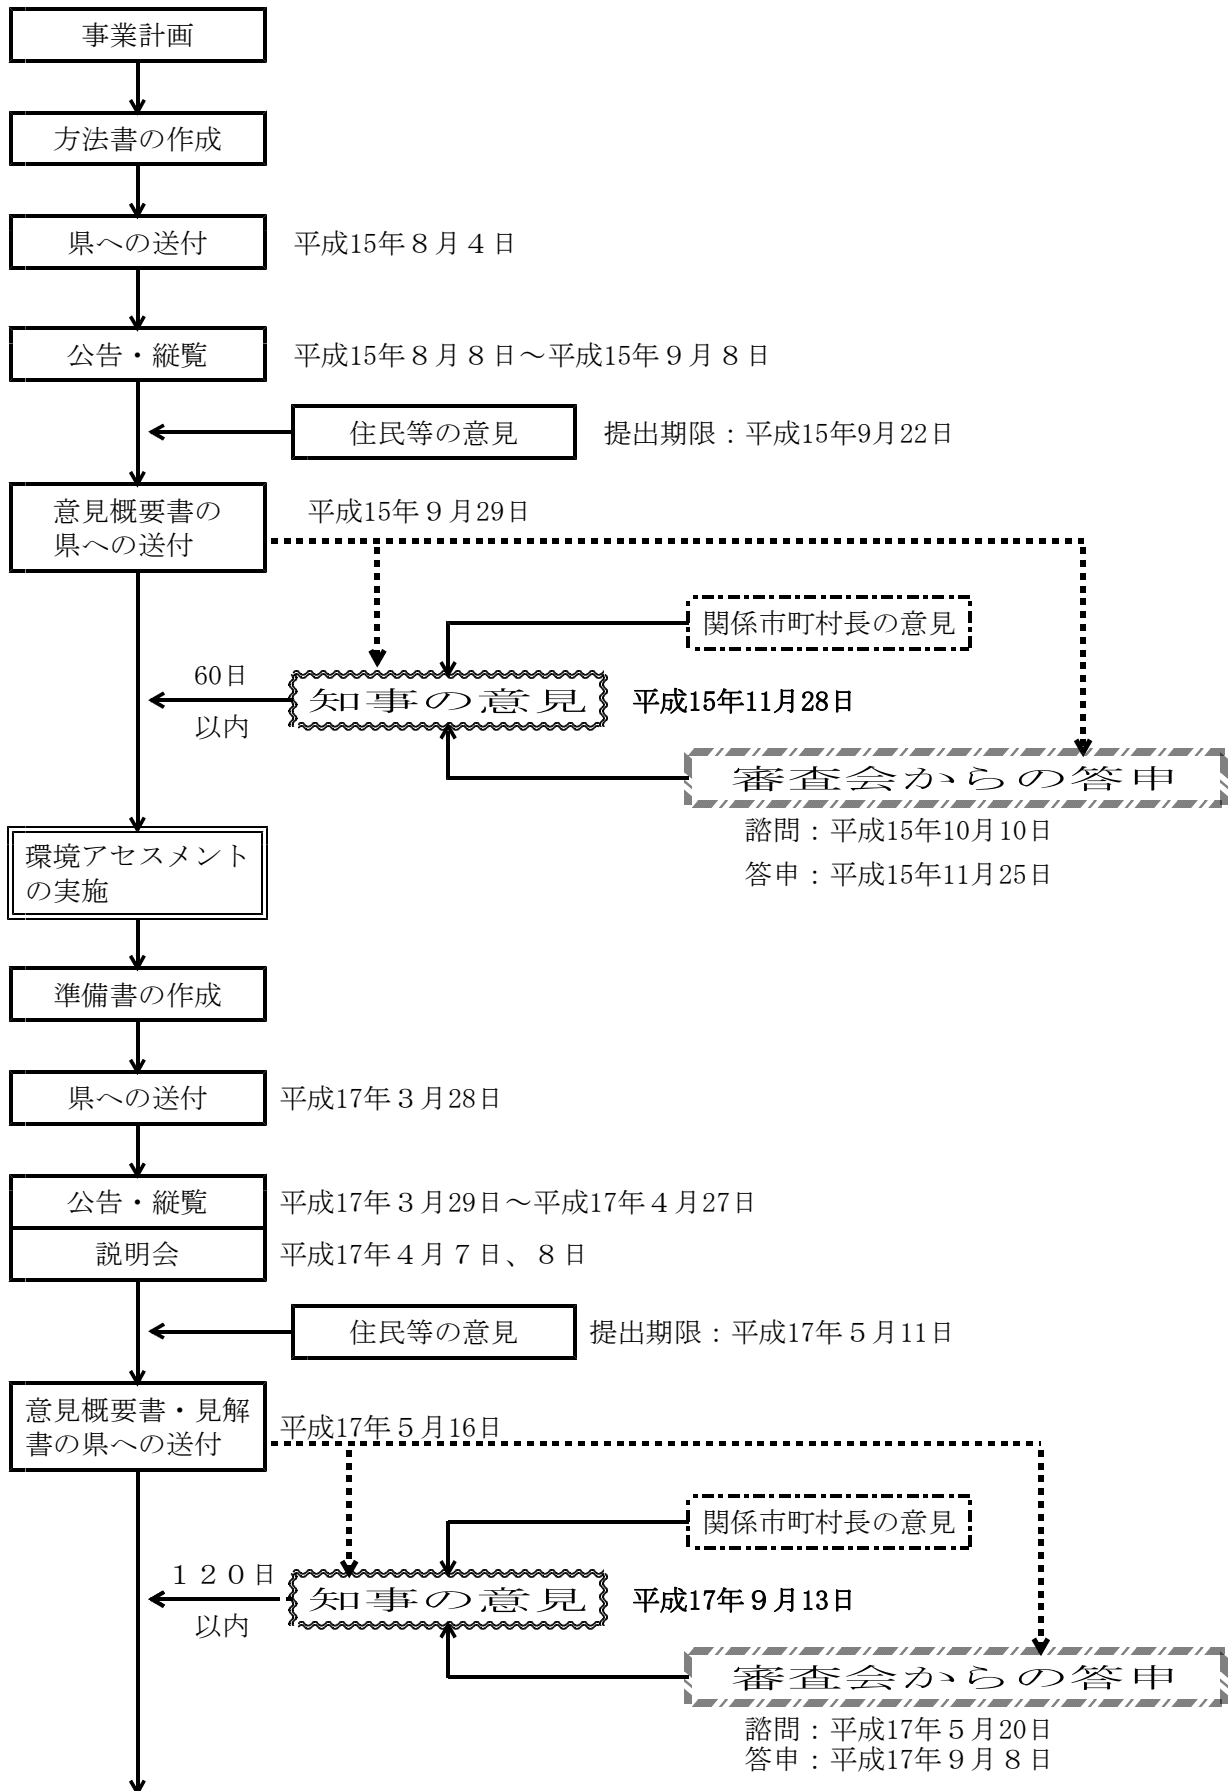 事業計画
方法書の作成
県への送付
平成15年８月４日
公告・縦覧
平成15年８月８日～平成15年９月８日
住民等の意見
提出期限：平成15年9月22日
意見概要書の
県への送付
平成15年９月29日
関係市町村長の意見
60日
以内
知事の意見
平成15年11月28日
審査会からの答申
諮問：平成15年10月10日
答申：平成15年11月25日
環境アセスメント
の実施
準備書の作成
県への送付
平成17年３月28日
公告・縦覧
平成17年３月29日～平成17年４月27日
説明会
平成17年４月７日、８日
住民等の意見
提出期限：平成17年５月11日
意見概要書・見解
書の県への送付
平成17年５月16日
関係市町村長の意見
１２０日
以内
知事の意見
平成17年９月13日
審査会からの答申
諮問：平成17年５月20日
答申：平成17年９月８日